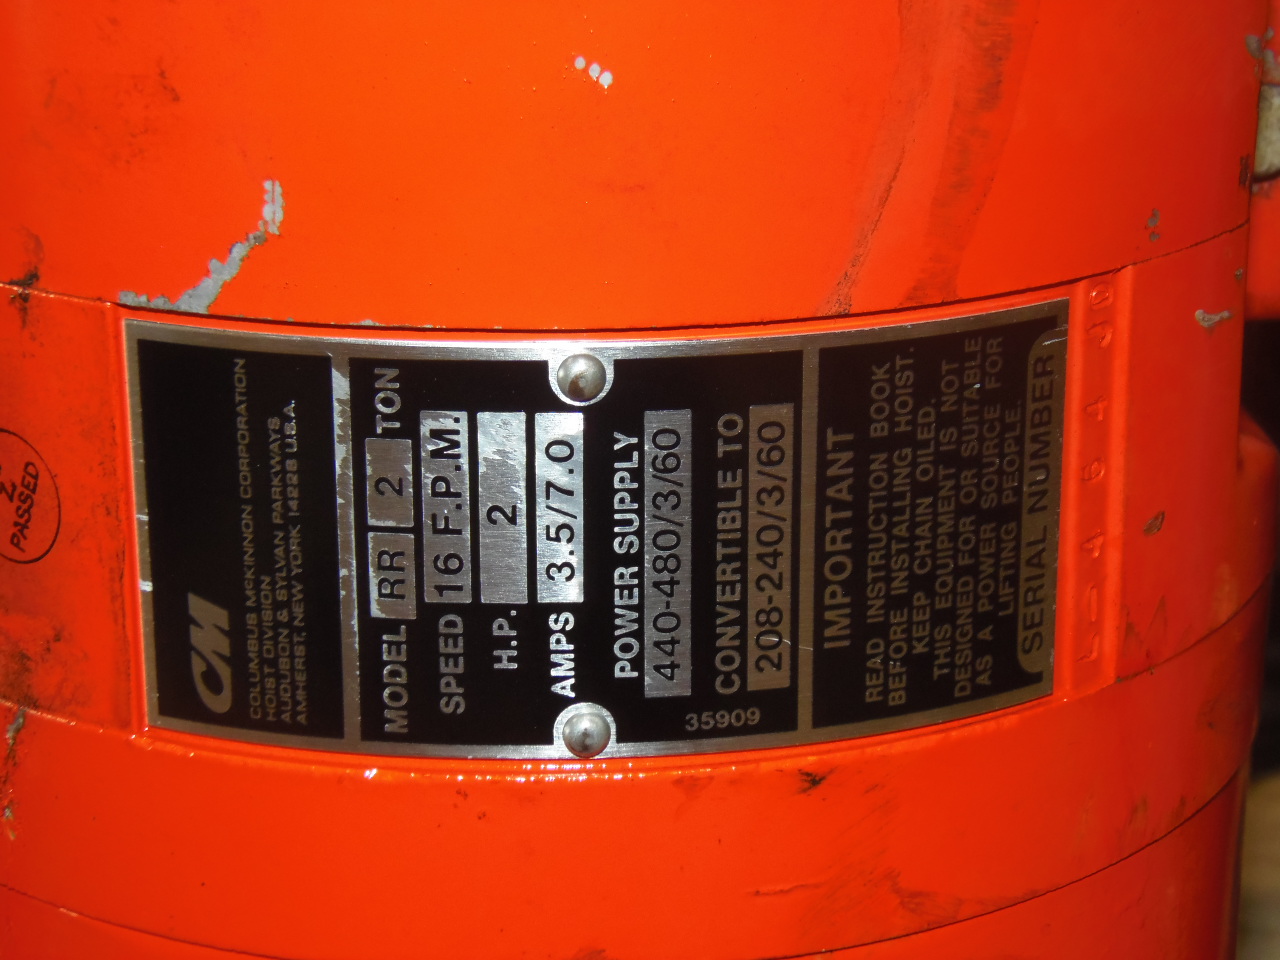 CM
COLUMBUS MCKINNON CORPORATION
HOIST DIVISION
AUDUBON & SYLVAN PARKWAYS
AMHERST, NEW YORK 14228 U.S.A.
MODEL RR 2 TON
SPEED 16 F.P.M.
H.P. 2
AMPS 3.5/7.0
POWER SUPPLY
440-480/3/60
CONVERTIBLE TO
208-240/3/60
35909
IMPORTANT
READ INSTRUCTION BOOK
BEFORE INSTALLING HOIST.
KEEP CHAIN OILED.
THIS EQUIPMENT IS NOT
DESIGNED FOR OR SUITABLE
AS A POWER SOURCE FOR
LIFTING PEOPLE.
SERIAL NUMBER
PASSED